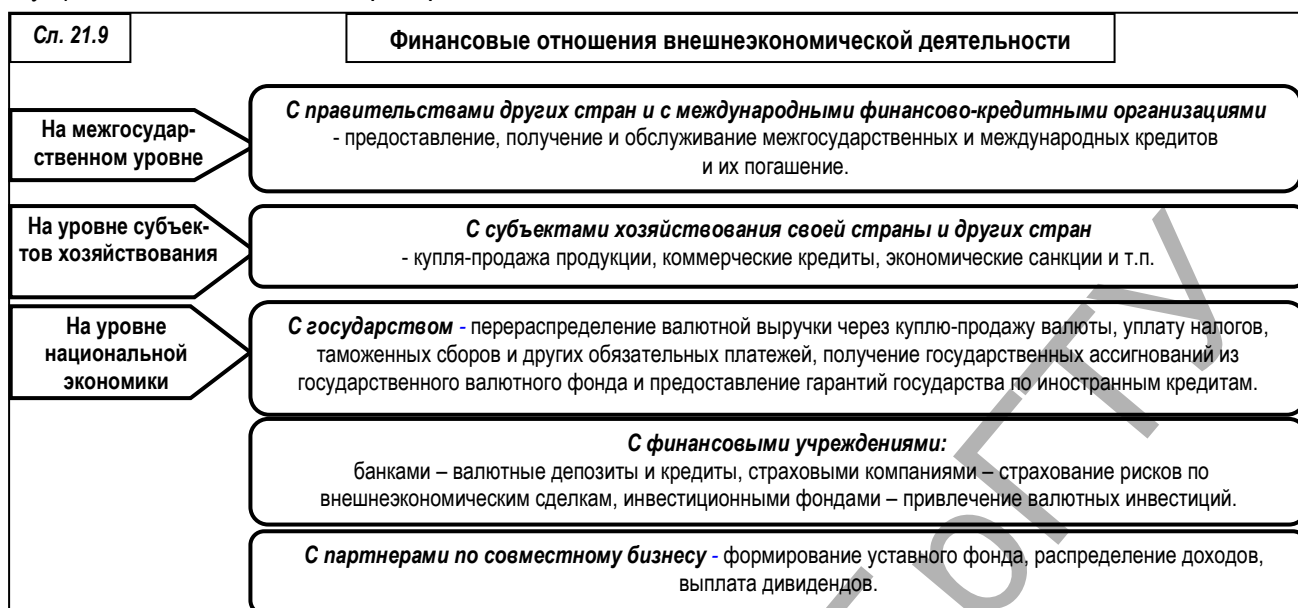 Сл. 21.9
Финансовые отношения внешнеэкономической деятельности
На межгосудар-
ственном уровне
С правительствами других стран и с международными финансово-кредитными организациями
- предоставление, получение и обслуживание межгосударственных и международных кредитов
и их погашение.
На уровне субъек-
тов хозяйствования
С субъектами хозяйствования своей страны и других стран
- купля-продажа продукции, коммерческие кредиты, экономические санкции и т.п.
На уровне
национальной
экономики
С государством - перераспределение валютной выручки через куплю-продажу валюты, уплату налогов,
таможенных сборов и других обязательных платежей, получение государственных ассигнований из
государственного валютного фонда и предоставление гарантий государства по иностранным кредитам.
С финансовыми учреждениями:
банками – валютные депозиты и кредиты, страховыми компаниями – страхование рисков по
внешнеэкономическим сделкам, инвестиционными фондами – привлечение валютных инвестиций.
С партнерами по совместному бизнесу - формирование уставного фонда, распределение доходов,
выплата дивидендов.
рГТУ